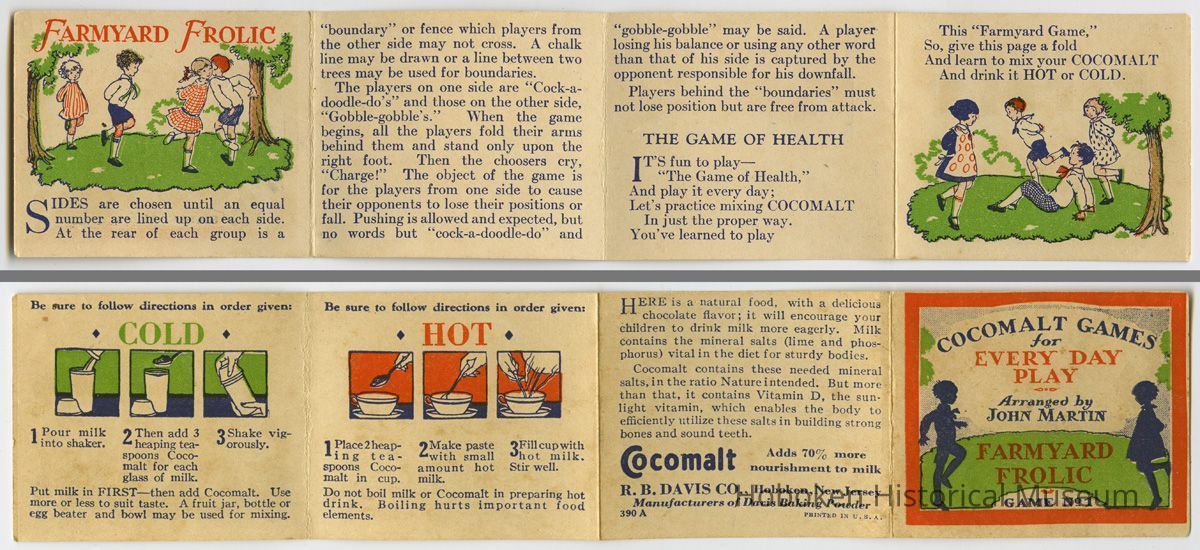 FARMYARD FROLIC
SIDES are chosen until an equal
number are lined up on each side.
At the rear of each group is a
"boundary" or fence which players from
the other side may not cross. A chalk
line may be drawn or a line between two
trees may be used for boundaries.
The players on one side are "Cock-a-
doodle-do's" and those on the other side,
"Gobble-gobble's." When the game
begins, all the players fold their arms
behind them and stand only upon the
right foot. Then the choosers cry,
"Charge!" The object of the game is
for the players from one side to cause
their opponents to lose their positions or
fall. Pushing is allowed and expected, but
no words but "cock-a-doodle-do" and
"gobble-gobble" may be said. A player
losing his balance or using any other word
than that of his side is captured by the
opponent responsible for his downfall.
Players behind the "boundaries" must
not lose position but are free from attack.
THE GAME OF HEALTH
IT'S fun to play—
"The Game of Health,"
And play it every day;
Let's practice mixing COCOMALT
In just the proper way.
You've learned to play
This "Farmyard Game,"
So, give this page a fold
And learn to mix your COCOMALT
And drink it HOT or COLD.
Be sure to follow directions in order given:
COLD
1 Pour milk
into shaker.
2 Then add 3
heaping tea-
spoons Coco-
malt for each
glass of milk.
3 Shake vig-
orously.
Put milk in FIRST—then add Cocomalt. Use
more or less to suit taste. A fruit jar, bottle or
egg beater and bowl may be used for mixing.
Be sure to follow directions in order given:
HOT
1 Place 2 heap-
ing tea-
spoons Coco-
malt in cup.
2 Make paste
with small
amount hot
milk.
3 Fill cup with
hot milk.
Stir well.
Do not boil milk or Cocomalt in preparing hot
drink. Boiling hurts important food
elements.
HERE is a natural food, with a delicious
chocolate flavor; it will encourage your
children to drink milk more eagerly. Milk
contains the mineral salts (lime and phos-
phorus) vital in the diet for sturdy bodies.
Cocomalt contains these needed mineral
salts, in the ratio Nature intended. But more
than that, it contains Vitamin D, the sun-
light vitamin, which enables the body to
efficiently utilize these salts in building strong
bones and sound teeth.
Cocomalt
Adds 70% more
nourishment to milk
R. B. DAVIS CO., Hoboken, New Jersey
Manufacturers of Davis Baking Powder
390 A
PRINTED IN U. S. A.
COCOMALT GAMES
for
EVERY DAY
PLAY
Arranged by
JOHN MARTIN
FARMYARD
FROLIC
GAME Nº 3
Hoboken Historical Museum